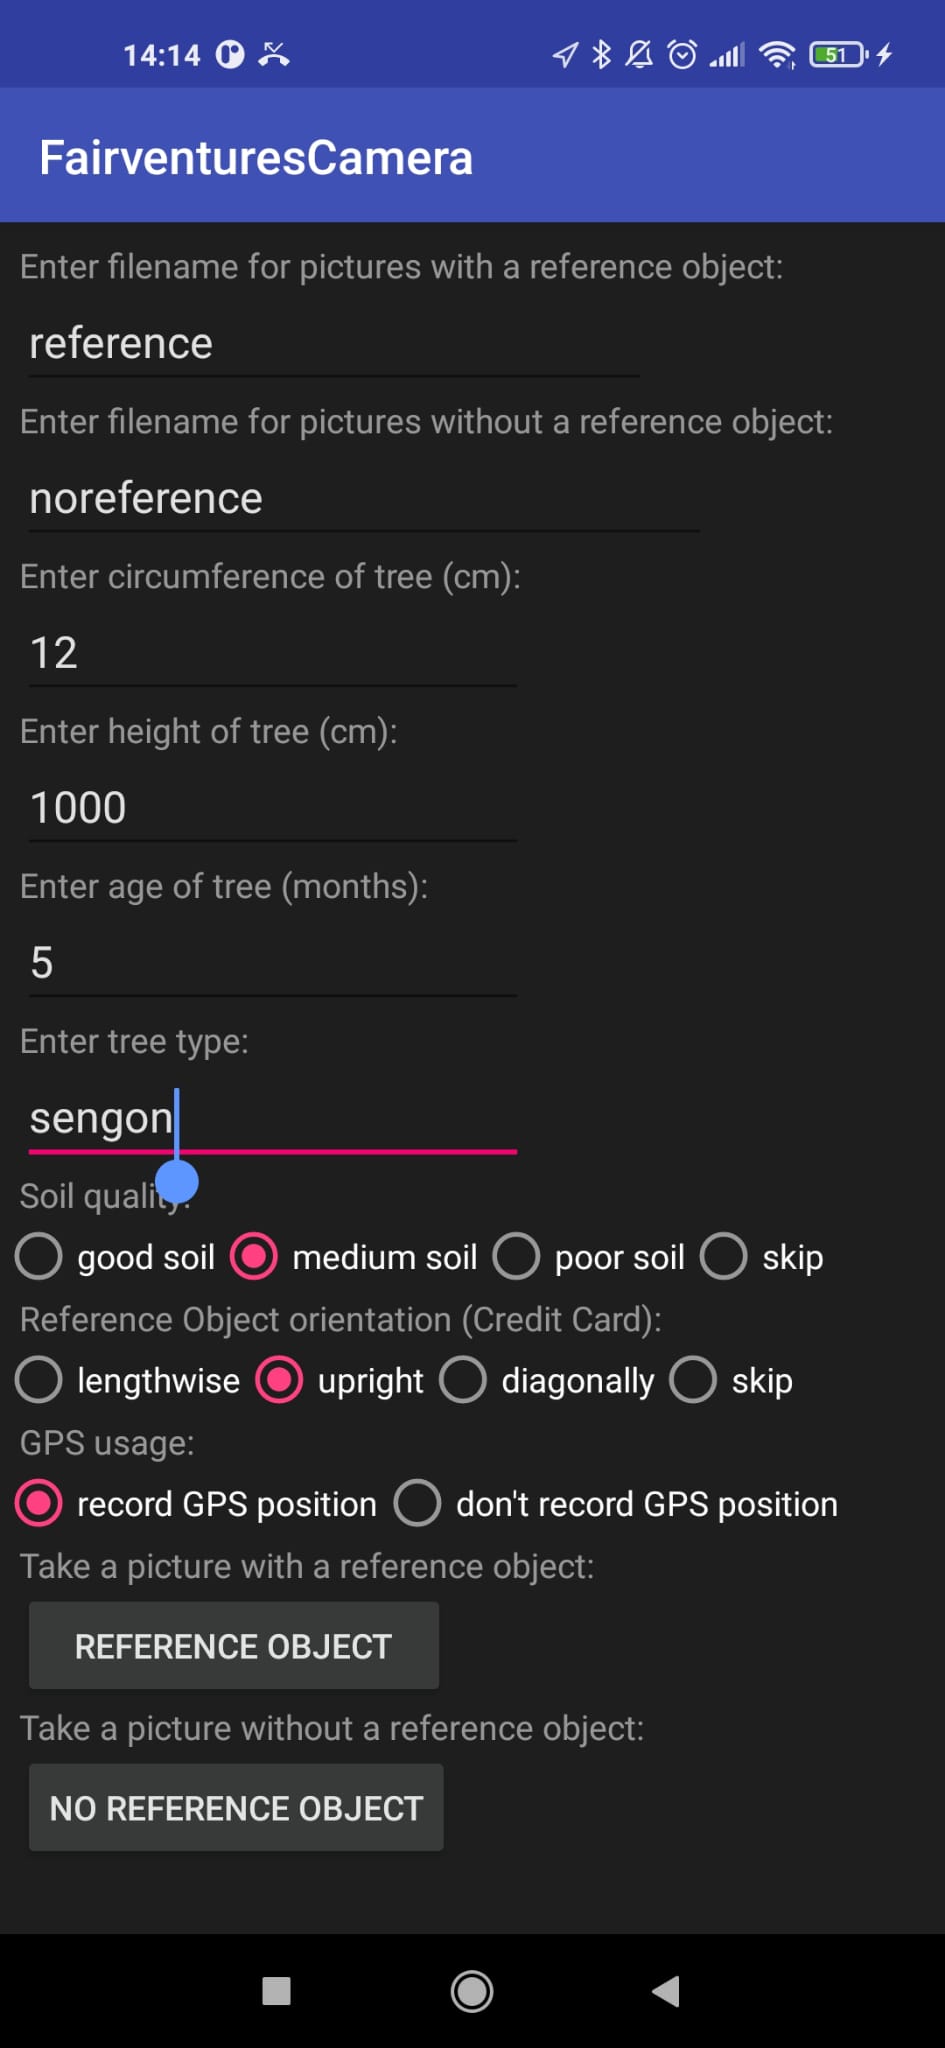 14:14
51
FairventuresCamera
Enter filename for pictures with a reference object:
reference
Enter filename for pictures without a reference object:
noreference
Enter circumference of tree (cm):
12
Enter height of tree (cm):
1000
Enter age of tree (months):
5
Enter tree type:
sengon
Soil quality:
good soil medium soil poor soil skip
Reference Object orientation (Credit Card):
lengthwise upright diagonally skip
GPS usage:
record GPS position don't record GPS position
Take a picture with a reference object:
REFERENCE OBJECT
Take a picture without a reference object:
NO REFERENCE OBJECT